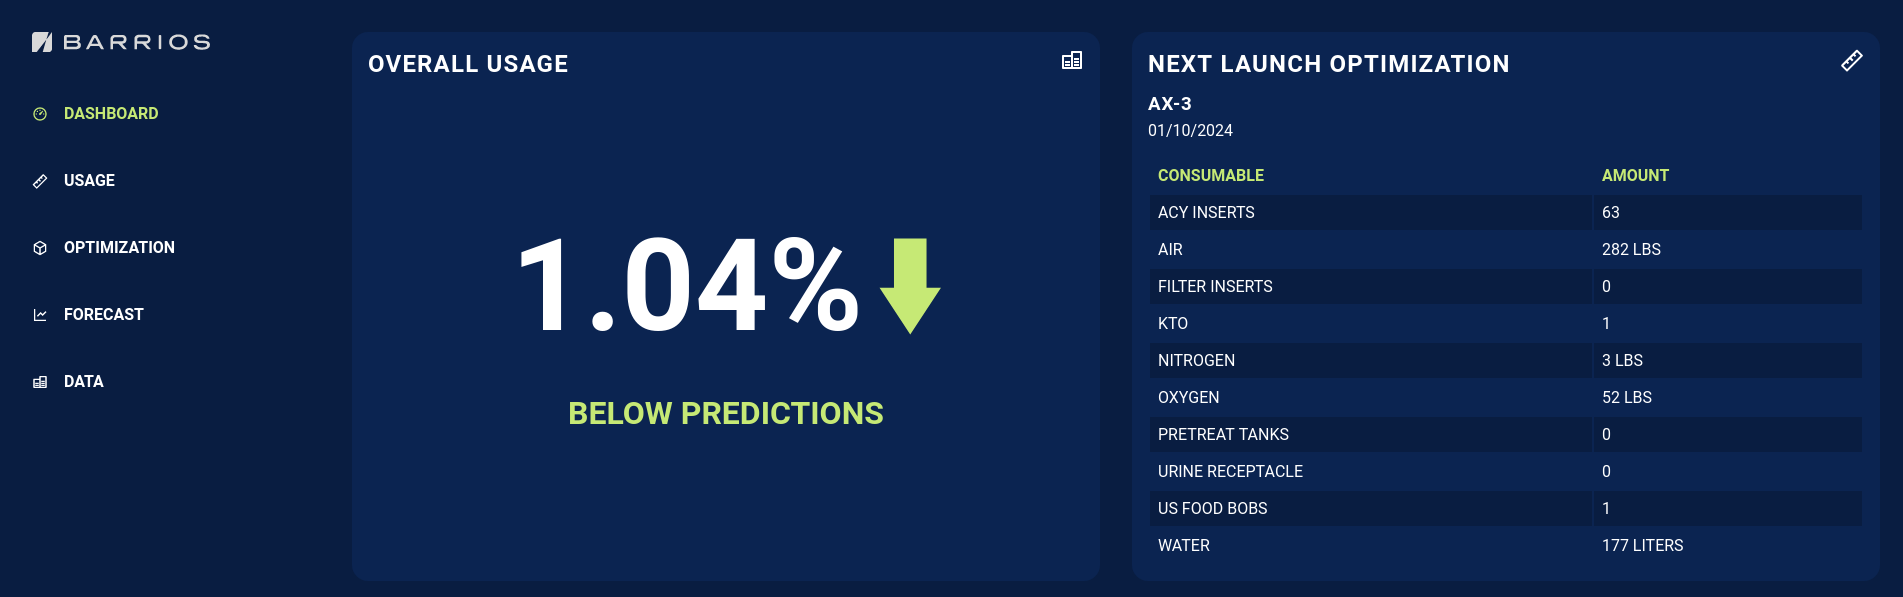 BARRIOS
DASHBOARD
USAGE
OPTIMIZATION
FORECAST
DATA
OVERALL USAGE
1.04%
BELOW PREDICTIONS
NEXT LAUNCH OPTIMIZATION
AX-3
01/10/2024
CONSUMABLE AMOUNT
ACY INSERTS 63
AIR 282 LBS
FILTER INSERTS 0
KTO 1
NITROGEN 3 LBS
OXYGEN 52 LBS
PRETREAT TANKS 0
URINE RECEPTACLE 0
US FOOD BOBS 1
WATER 177 LITERS